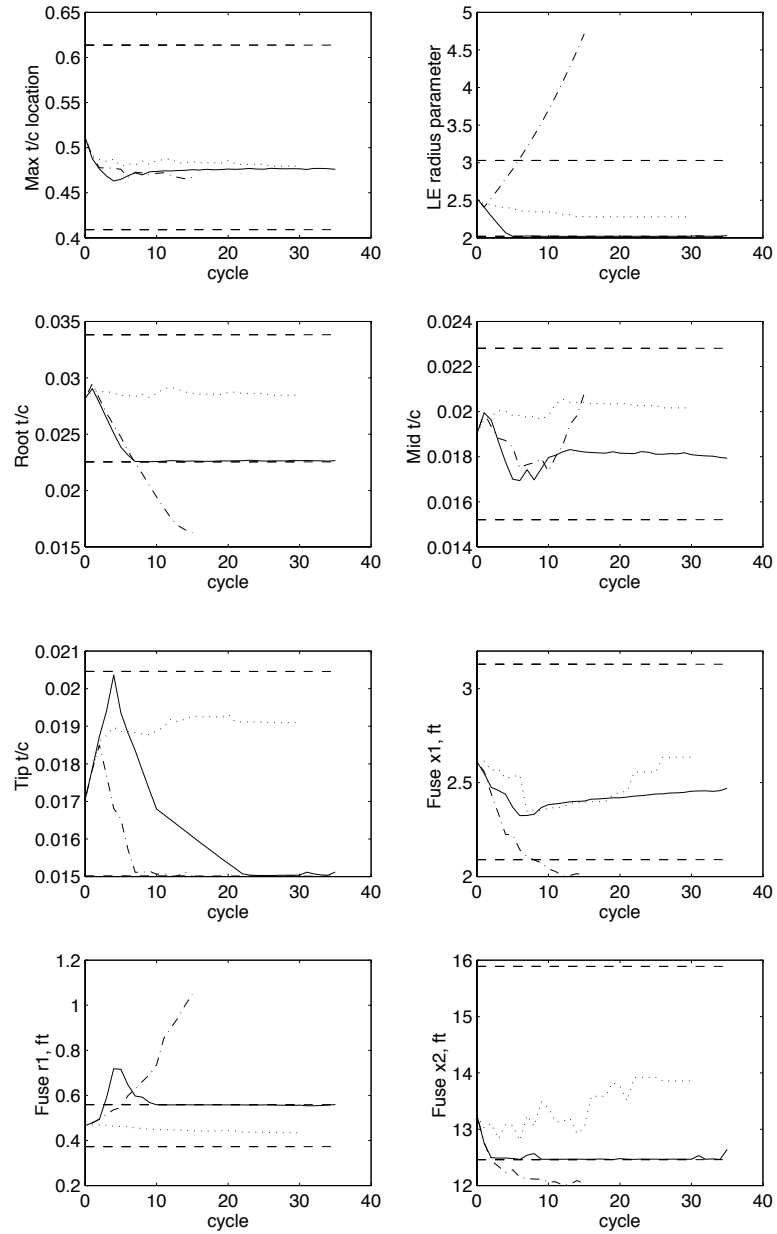 0.65
0.6
0.55
0.5
0.45
0.4
Max t/c location
0 10 20 30 40
cycle
5
4.5
4
3.5
3
2.5
2
LE radius parameter
0 10 20 30 40
cycle
0.035
0.03
0.025
0.02
0.015
Root t/c
0 10 20 30 40
cycle
0.024
0.022
0.02
0.018
0.016
0.014
Mid t/c
0 10 20 30 40
cycle
0.021
0.02
0.019
0.018
0.017
0.016
0.015
Tip t/c
0 10 20 30 40
cycle
3
2.5
2
Fuse x1, ft
0 10 20 30 40
cycle
1.2
1
0.8
0.6
0.4
0.2
Fuse r1, ft
0 10 20 30 40
cycle
16
15
14
13
12
Fuse x2, ft
0 10 20 30 40
cycle